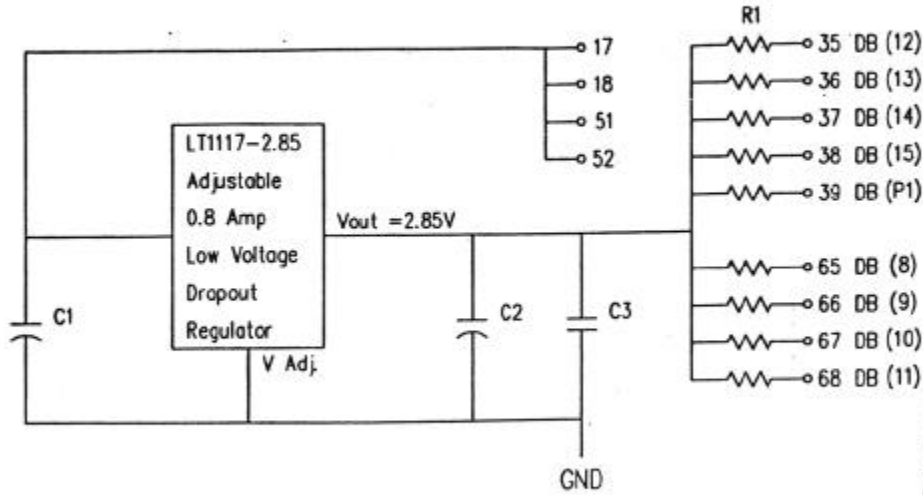 R1
17
18
51
52
35 DB (12)
36 DB (13)
37 DB (14)
38 DB (15)
39 DB (P1)
LT1117-2.85
Adjustable
0.8 Amp
Low Voltage
Dropout
Regulator
Vout =2.85V
V Adj.
C1
C2
C3
65 DB (8)
66 DB (9)
67 DB (10)
68 DB (11)
GND